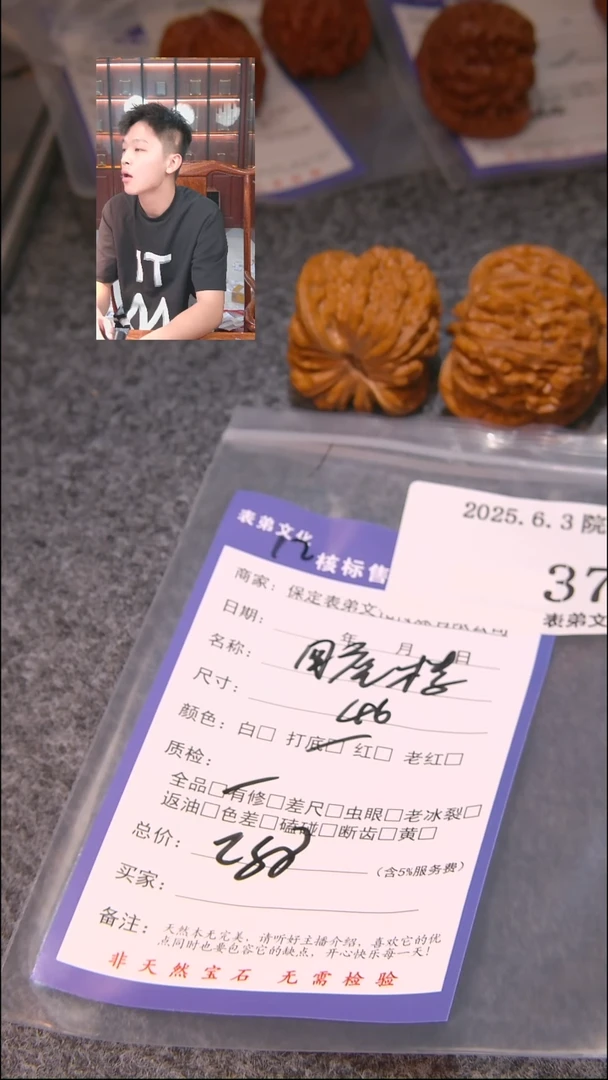 IT
2025.6.3 院
37
表弟文
表弟文化
核标售
商家：保定表弟文
日期： 年 月 日
名称：
尺寸：486
颜色：白□ 打底□ 红□ 老红□
质检：
全品□有修□差尺□虫眼□老冰裂□
返油□色差□磕碰□断齿□黄□
总价：288 （含5%服务费）
买家：
备注：天然本无完美，请听好主播介绍，喜欢它的优
点同时也要包容它的缺点，开心快乐每一天！
非天然宝石 无需检验